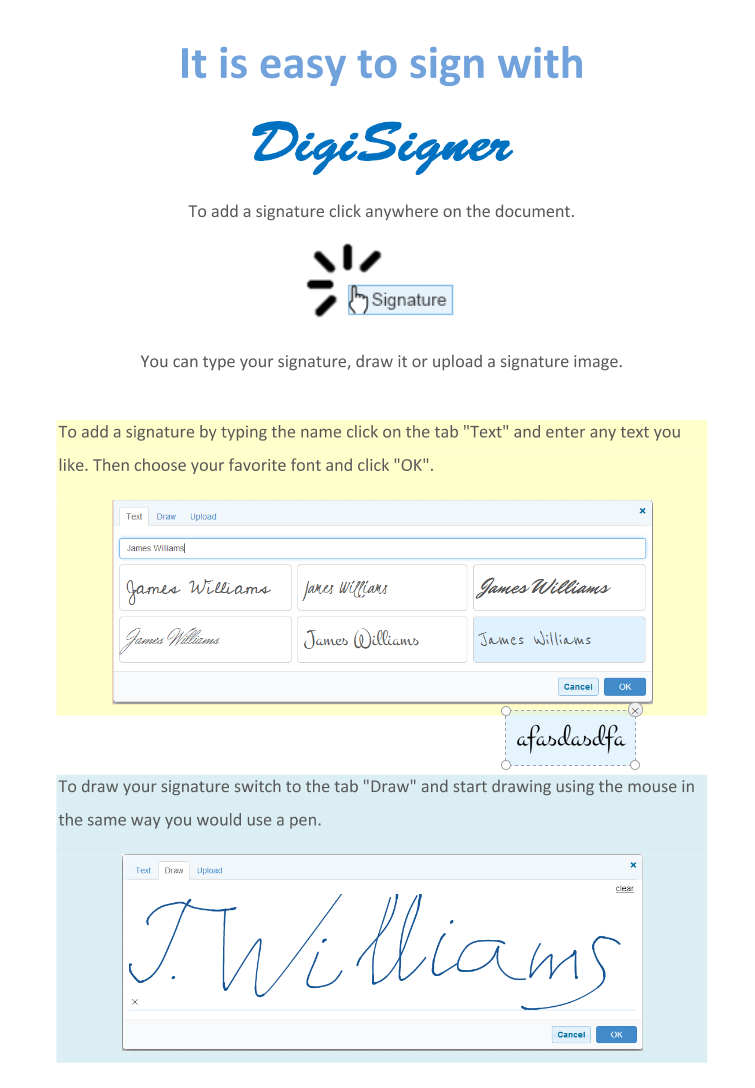 It is easy to sign with
DigiSigner
To add a signature click anywhere on the document.
Signature
You can type your signature, draw it or upload a signature image.
To add a signature by typing the name click on the tab "Text" and enter any text you
like. Then choose your favorite font and click "OK".
Text Draw Upload ×
James Williams
James Williams James Williams James Williams
James Williams James Williams James Williams
Cancel OK
afasdasdfa
To draw your signature switch to the tab "Draw" and start drawing using the mouse in
the same way you would use a pen.
Text Draw Upload ×
clear
J. Williams
×
Cancel OK